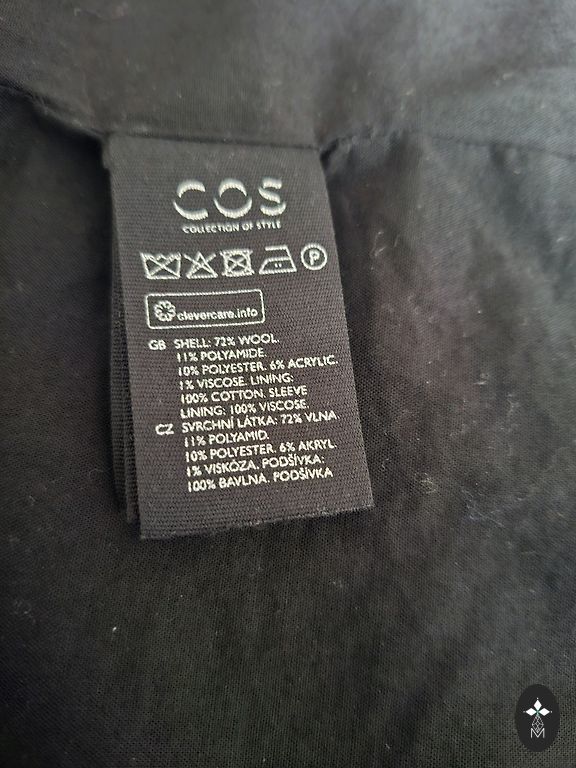 COS
COLLECTION OF STYLE
P
clevercare.info
GB SHELL: 72% WOOL.
11% POLYAMIDE.
10% POLYESTER. 6% ACRYLIC.
1% VISCOSE. LINING:
100% COTTON. SLEEVE
LINING: 100% VISCOSE.
CZ SVRCHNÍ LÁTKA: 72% VLNA.
11% POLYAMID.
10% POLYESTER. 6% AKRYL.
1% VISKÓZA. PODŠÍVKA:
100% BAVLNA. PODŠÍVKA
M